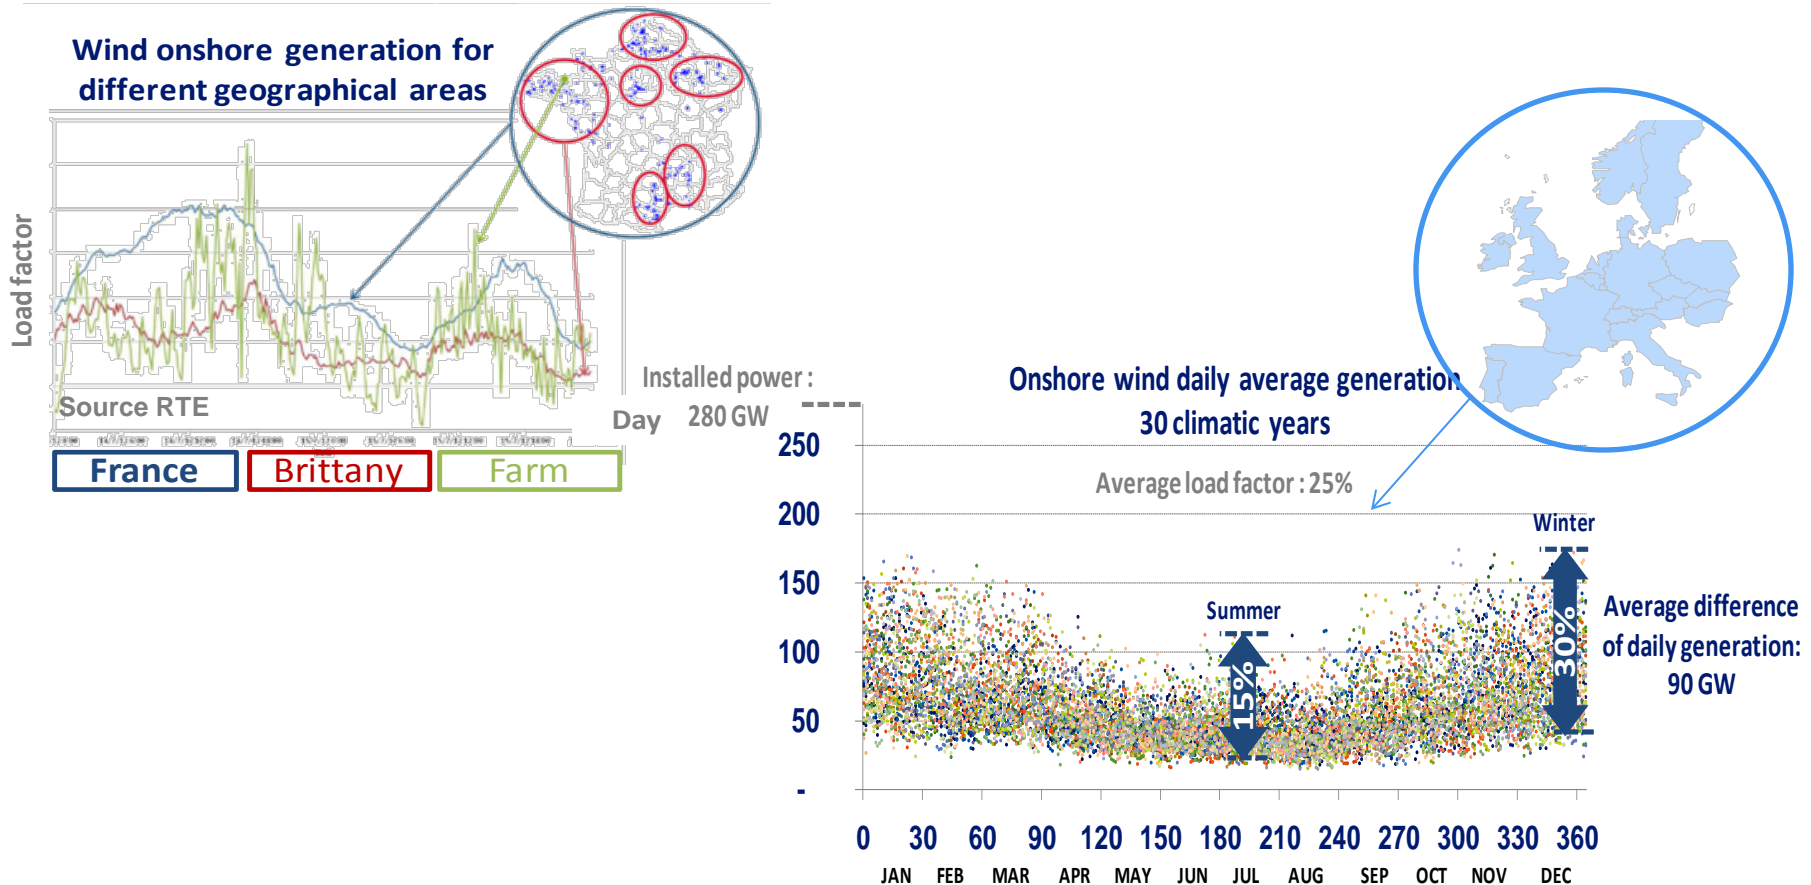 Wind onshore generation for
different geographical areas
Load factor
Source RTE
Day
France
Brittany
Farm
Installed power :
280 GW
Onshore wind daily average generation
30 climatic years
Average load factor : 25%
250
200
150
100
50
-
Summer
15%
Winter
30%
Average difference
of daily generation:
90 GW
0 30 60 90 120 150 180 210 240 270 300 330 360
JAN FEB MAR APR MAY JUN JUL AUG SEP OCT NOV DEC